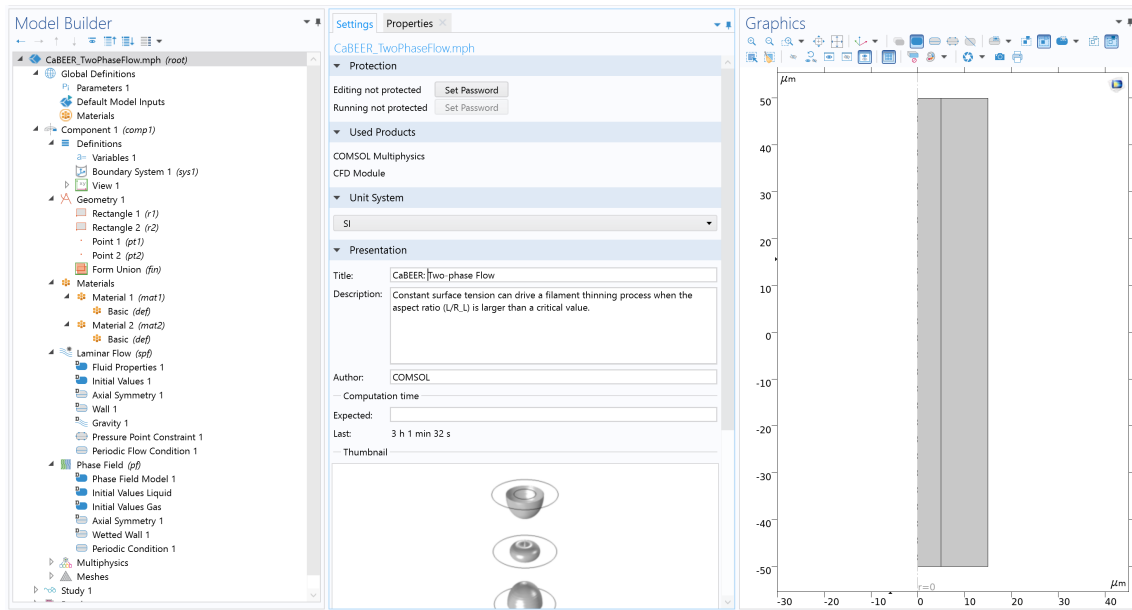 Model Builder
CaBEER_TwoPhaseFlow.mph (root)
Global Definitions
Pi Parameters 1
Default Model Inputs
Materials
Component 1 (comp1)
Definitions
a= Variables 1
Boundary System 1 (sys1)
View 1
Geometry 1
Rectangle 1 (r1)
Rectangle 2 (r2)
Point 1 (pt1)
Point 2 (pt2)
Form Union (fin)
Materials
Material 1 (mat1)
Basic (def)
Material 2 (mat2)
Basic (def)
Laminar Flow (spf)
Fluid Properties 1
Initial Values 1
Axial Symmetry 1
Wall 1
Gravity 1
Pressure Point Constraint 1
Periodic Flow Condition 1
Phase Field (pf)
Phase Field Model 1
Initial Values Liquid
Initial Values Gas
Axial Symmetry 1
Wetted Wall 1
Periodic Condition 1
Multiphysics
Meshes
Study 1
Settings Properties
CaBEER_TwoPhaseFlow.mph
Protection
Editing not protected Set Password
Running not protected Set Password
Used Products
COMSOL Multiphysics
CFD Module
Unit System
SI
Presentation
Title: CaBEER: Two-phase Flow
Description: Constant surface tension can drive a filament thinning process when the
aspect ratio (L/R_L) is larger than a critical value.
Author: COMSOL
Computation time
Expected:
Last: 3 h 1 min 32 s
Thumbnail
Graphics
μm
50
40
30
20
10
0
-10
-20
-30
-40
-50
r=0
μm
-30 -20 -10 0 10 20 30 40